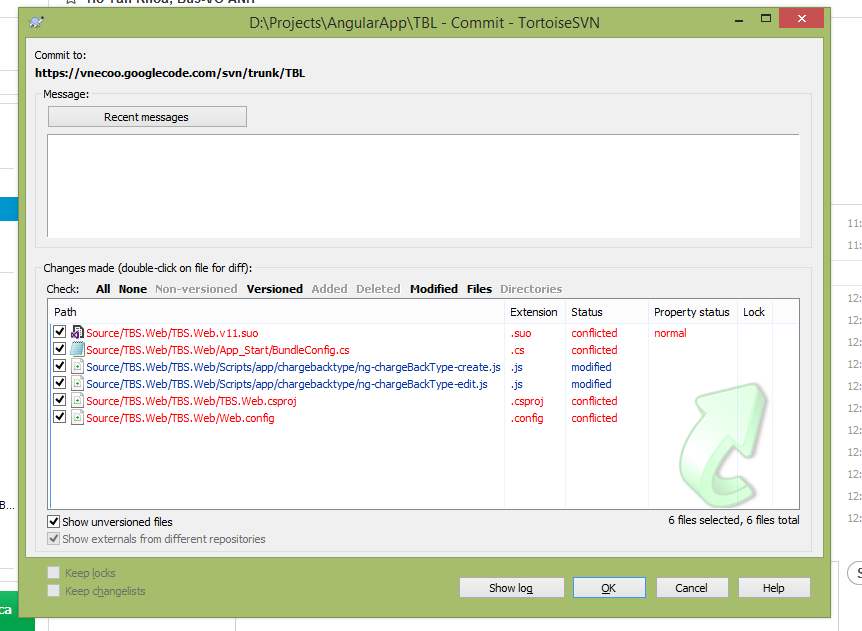 D:\Projects\AngularApp\TBL - Commit - TortoiseSVN
Commit to:
https://vnecoo.googlecode.com/svn/trunk/TBL
Message:
Recent messages
Changes made (double-click on file for diff):
Check: All None Non-versioned Versioned Added Deleted Modified Files Directories
Path Extension Status Property status Lock
Source/TBS.Web/TBS.Web.v11.suo .suo conflicted normal
Source/TBS.Web/TBS.Web/App_Start/BundleConfig.cs .cs conflicted
Source/TBS.Web/TBS.Web/Scripts/app/chargebacktype/ng-chargeBackType-create.js .js modified
Source/TBS.Web/TBS.Web/Scripts/app/chargebacktype/ng-chargeBackType-edit.js .js modified
Source/TBS.Web/TBS.Web/TBS.Web.csproj .csproj conflicted
Source/TBS.Web/TBS.Web/Web.config .config conflicted
Show unversioned files
6 files selected, 6 files total
Show externals from different repositories
Keep locks
Keep changelists
Show log OK Cancel Help
11:
11:
12:
12:
12:
12:
12:
12:
12:
12:
12:
12:
12:
B...
ca
S